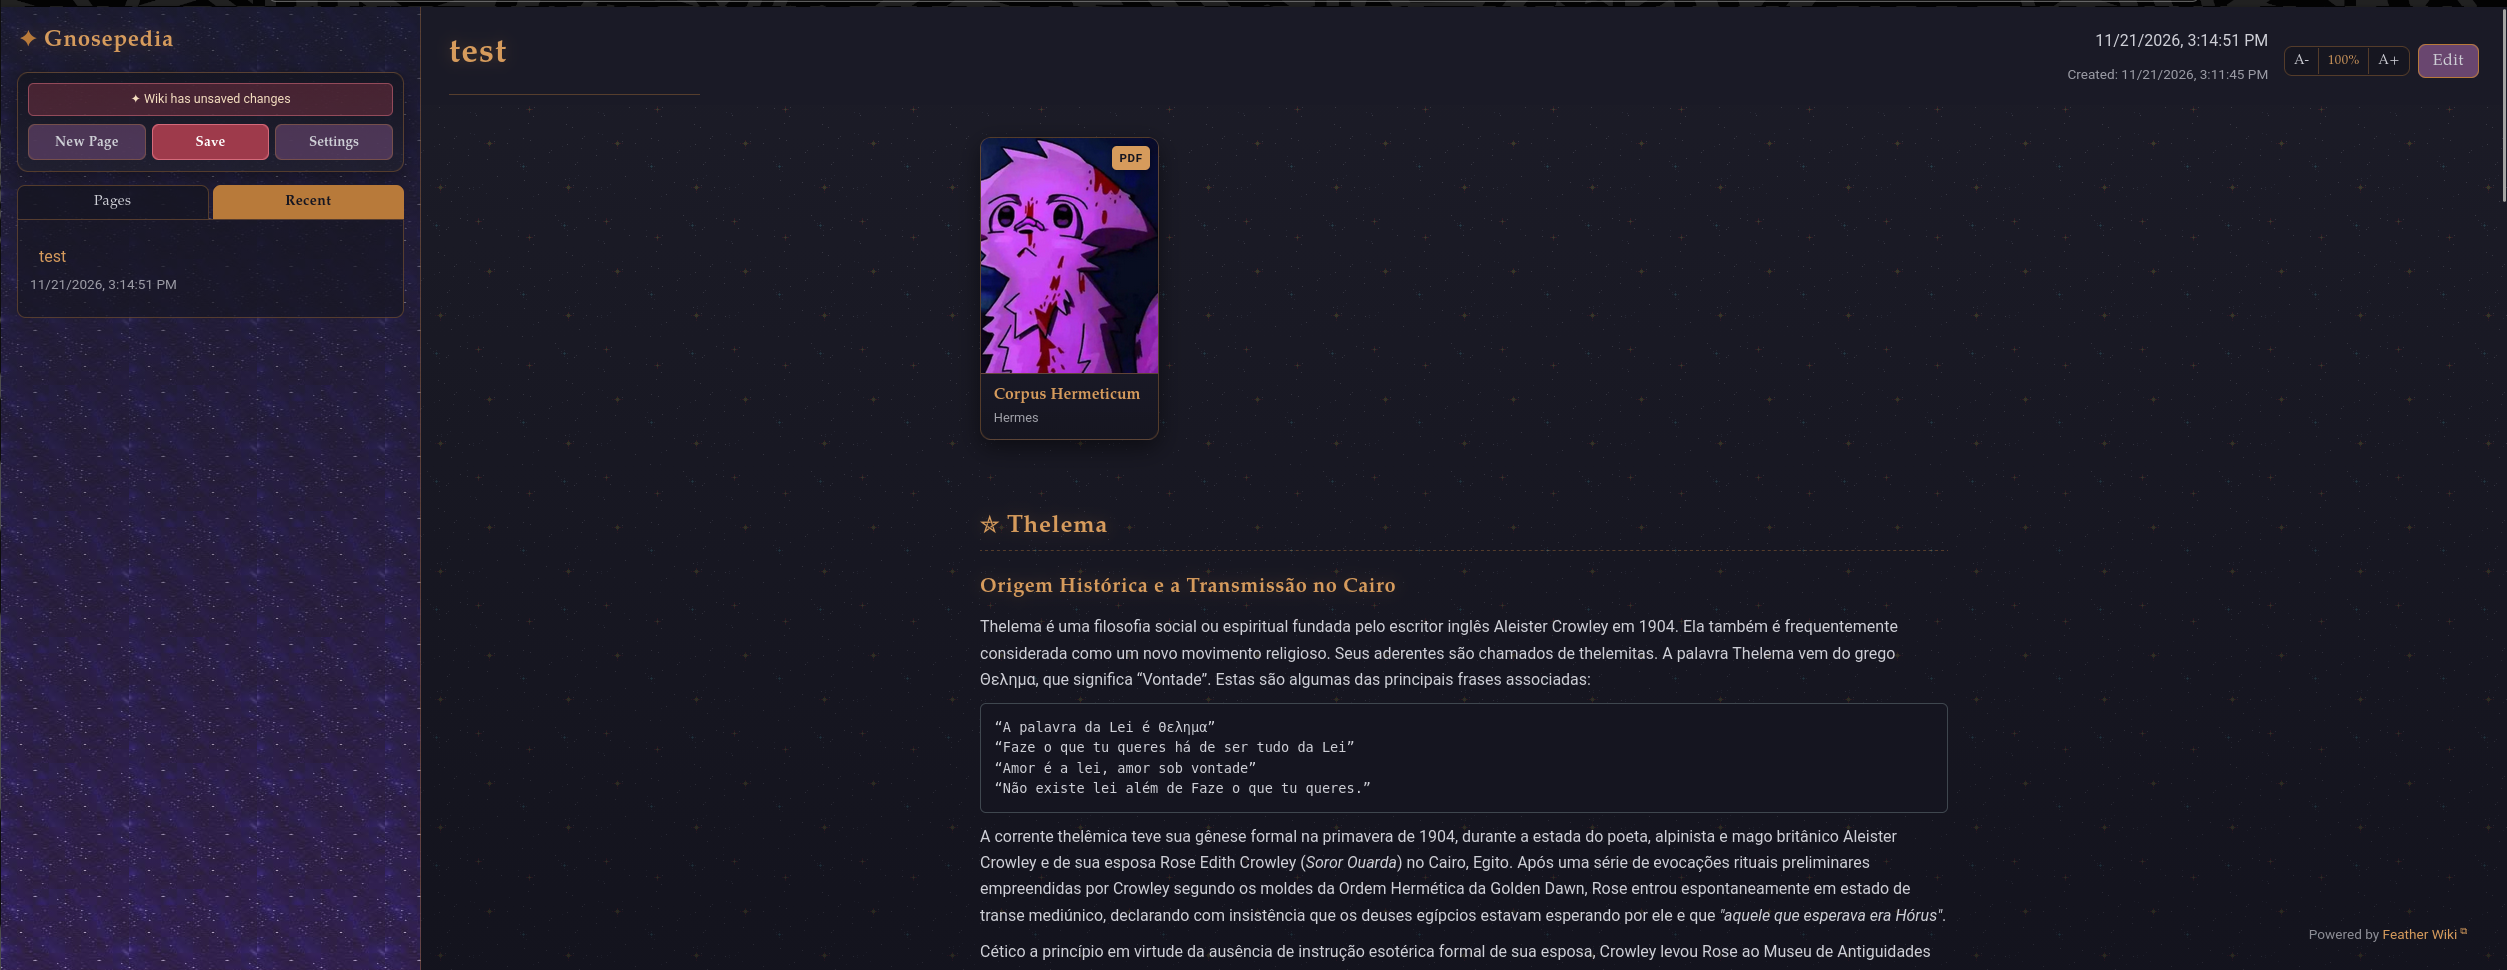 ✦ Gnosepedia
✦ Wiki has unsaved changes
New Page
Save
Settings
Pages
Recent
test
11/21/2026, 3:14:51 PM
test
11/21/2026, 3:14:51 PM
Created: 11/21/2026, 3:11:45 PM
A-
100%
A+
Edit
PDF
Corpus Hermeticum
Hermes
⛤ Thelema
Origem Histórica e a Transmissão no Cairo
Thelema é uma filosofia social ou espiritual fundada pelo escritor inglês Aleister Crowley em 1904. Ela também é frequentemente
considerada como um novo movimento religioso. Seus aderentes são chamados de thelemitas. A palavra Thelema vem do grego
Θελημα, que significa “Vontade”. Estas são algumas das principais frases associadas:
“A palavra da Lei é θελημα”
“Faze o que tu queres há de ser tudo da Lei”
“Amor é a lei, amor sob vontade”
“Não existe lei além de Faze o que tu queres.”
A corrente thelêmica teve sua gênese formal na primavera de 1904, durante a estada do poeta, alpinista e mago britânico Aleister
Crowley e de sua esposa Rose Edith Crowley (Soror Ouarda) no Cairo, Egito. Após uma série de evocações rituais preliminares
empreendidas por Crowley segundo os moldes da Ordem Hermética da Golden Dawn, Rose entrou espontaneamente em estado de
transe mediúnico, declarando com insistência que os deuses egípcios estavam esperando por ele e que "aquele que esperava era Hórus".
Cético a princípio em virtude da ausência de instrução esotérica formal de sua esposa, Crowley levou Rose ao Museu de Antiguidades
Powered by Feather Wiki